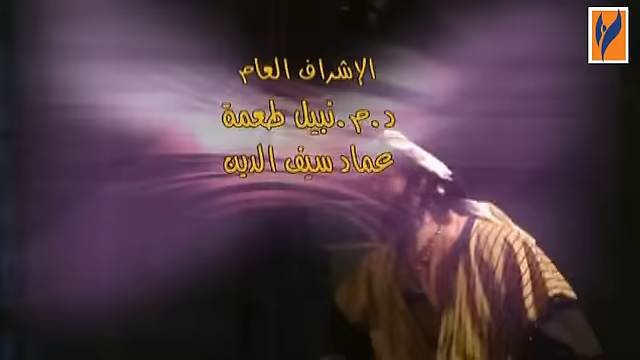 الإشراف العام
د.م.نبيل طعمة
عماد سيف الدين